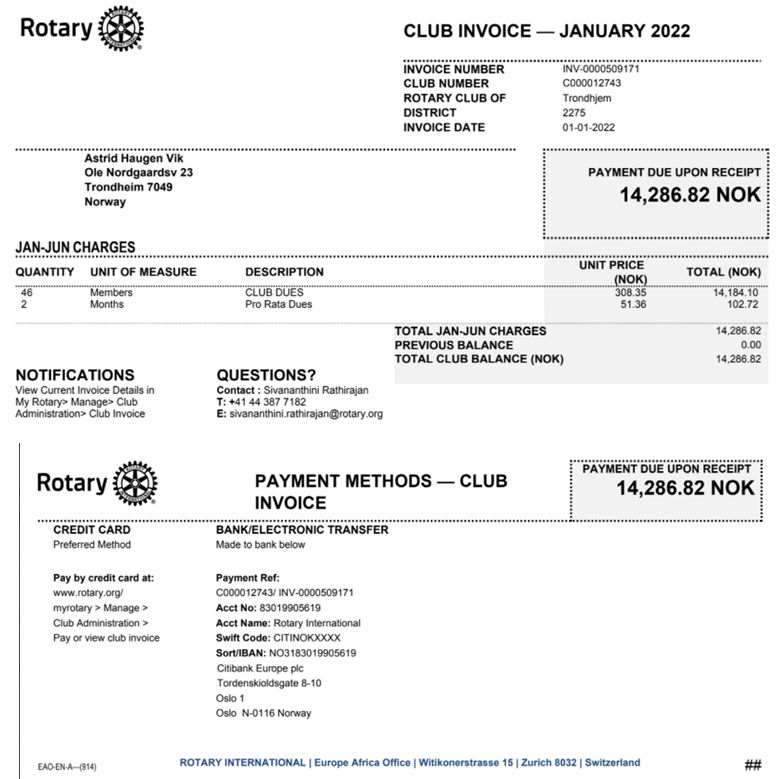 Rotary
CLUB INVOICE — JANUARY 2022
INVOICE NUMBER INV-0000509171
CLUB NUMBER C000012743
ROTARY CLUB OF Trondhjem
DISTRICT 2275
INVOICE DATE 01-01-2022
Astrid Haugen Vik
Ole Nordgaardsv 23
Trondheim 7049
Norway
PAYMENT DUE UPON RECEIPT
14,286.82 NOK
JAN-JUN CHARGES
QUANTITY UNIT OF MEASURE DESCRIPTION UNIT PRICE (NOK) TOTAL (NOK)
46 Members CLUB DUES 308.35 14,184.10
2 Months Pro Rata Dues 51.36 102.72
TOTAL JAN-JUN CHARGES 14,286.82
PREVIOUS BALANCE 0.00
TOTAL CLUB BALANCE (NOK) 14,286.82
NOTIFICATIONS
View Current Invoice Details in
My Rotary> Manage> Club
Administration> Club Invoice
QUESTIONS?
Contact : Sivananthini Rathirajan
T: +41 44 387 7182
E: sivananthini.rathirajan@rotary.org
Rotary
PAYMENT METHODS — CLUB
INVOICE
PAYMENT DUE UPON RECEIPT
14,286.82 NOK
CREDIT CARD
Preferred Method
Pay by credit card at:
www.rotary.org/
myrotary > Manage >
Club Administration >
Pay or view club invoice
BANK/ELECTRONIC TRANSFER
Made to bank below
Payment Ref:
C000012743/ INV-0000509171
Acct No: 83019905619
Acct Name: Rotary International
Swift Code: CITINOKXXXX
Sort/IBAN: NO3183019905619
Citibank Europe plc
Tordenskioldsgate 8-10
Oslo 1
Oslo N-0116 Norway
EAO-EN-A—(914)
ROTARY INTERNATIONAL | Europe Africa Office | Witikonerstrasse 15 | Zurich 8032 | Switzerland
##